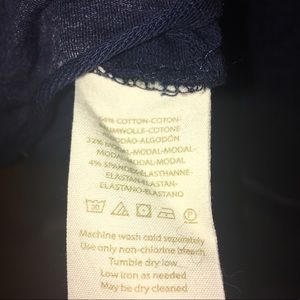 64% COTTON-COTON-
BAUMWOLLE-COTONE
ALGODÃO-ALGODÓN
32% MODAL-MODAL-MODAL-
MODAL-MODAL-MODAL
4% SPANDEX-ÉLASTHANNE-
ELASTAN-ELASTAN-
ELASTANO-ELASTANO
30 P
Machine wash cold separately
Use only non-chlorine bleach
Tumble dry low
Low iron as needed
May be dry cleaned